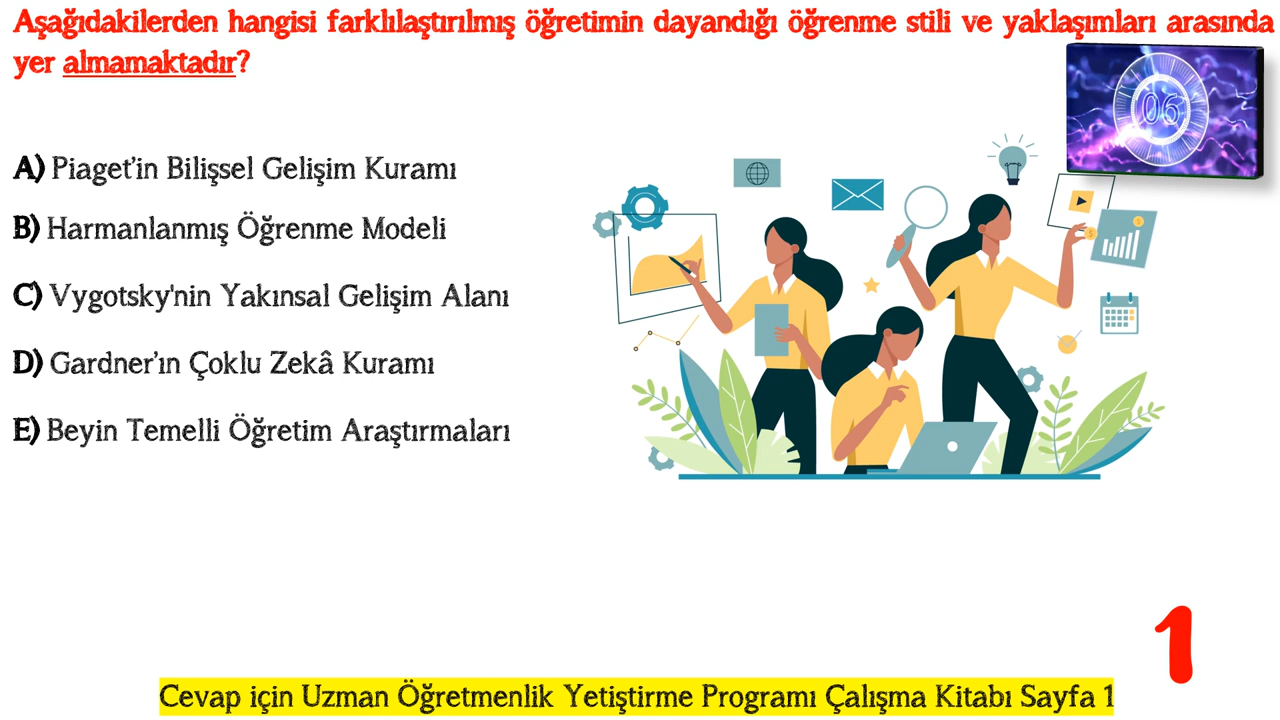 Aşağıdakilerden hangisi farklılaştırılmış öğretimin dayandığı öğrenme stili ve yaklaşımları arasında
yer almamaktadır?
06
A) Piaget'in Bilişsel Gelişim Kuramı
B) Harmanlanmış Öğrenme Modeli
C) Vygotsky'nin Yakınsal Gelişim Alanı
D) Gardner'ın Çoklu Zekâ Kuramı
E) Beyin Temelli Öğretim Araştırmaları
1
Cevap için Uzman Öğretmenlik Yetiştirme Programı Çalışma Kitabı Sayfa 1